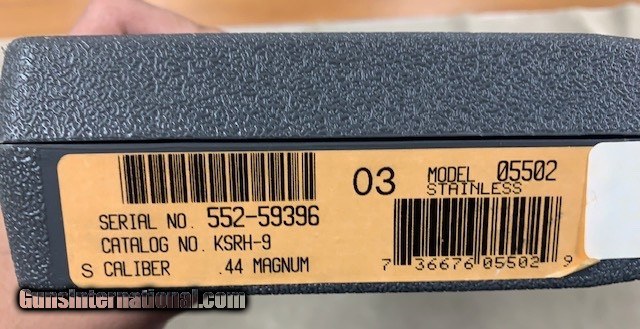 03 MODEL 05502
STAINLESS
SERIAL NO. 552-59396
CATALOG NO. KSRH-9
S CALIBER .44 MAGNUM
7 36676 05502 9
GunsInternational.com